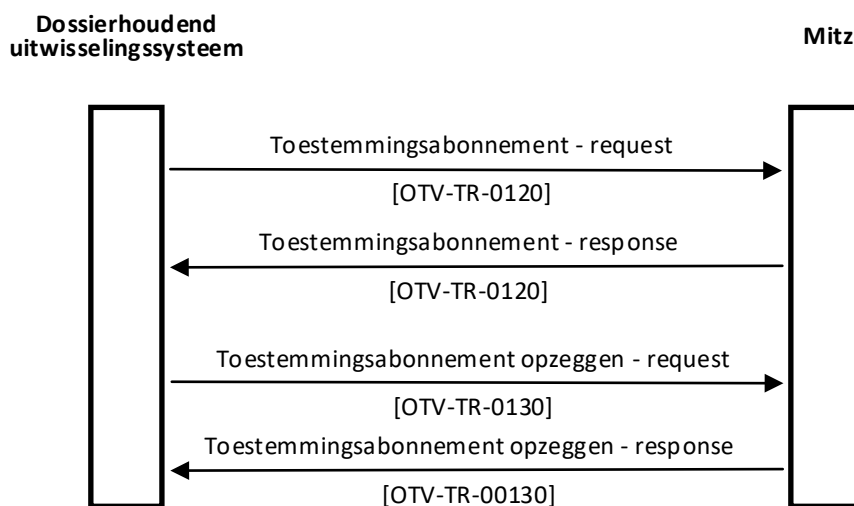 Dossierhoudend
uitwisselingssysteem
Mitz
Toestemmingsabonnement - request
[OTV-TR-0120]
Toestemmingsabonnement - response
[OTV-TR-0120]
Toestemmingsabonnement opzeggen - request
[OTV-TR-0130]
Toestemmingsabonnement opzeggen - response
[OTV-TR-00130]